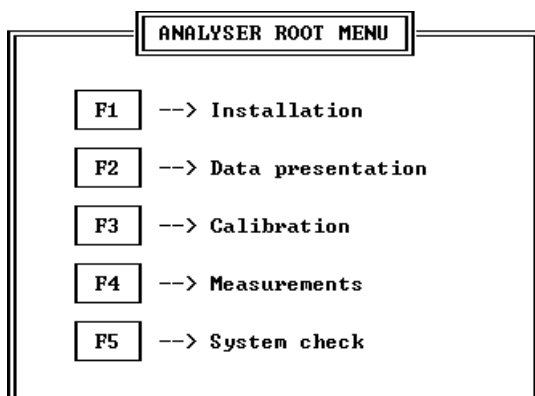 ANALYSER ROOT MENU
F1 --> Installation
F2 --> Data presentation
F3 --> Calibration
F4 --> Measurements
F5 --> System check